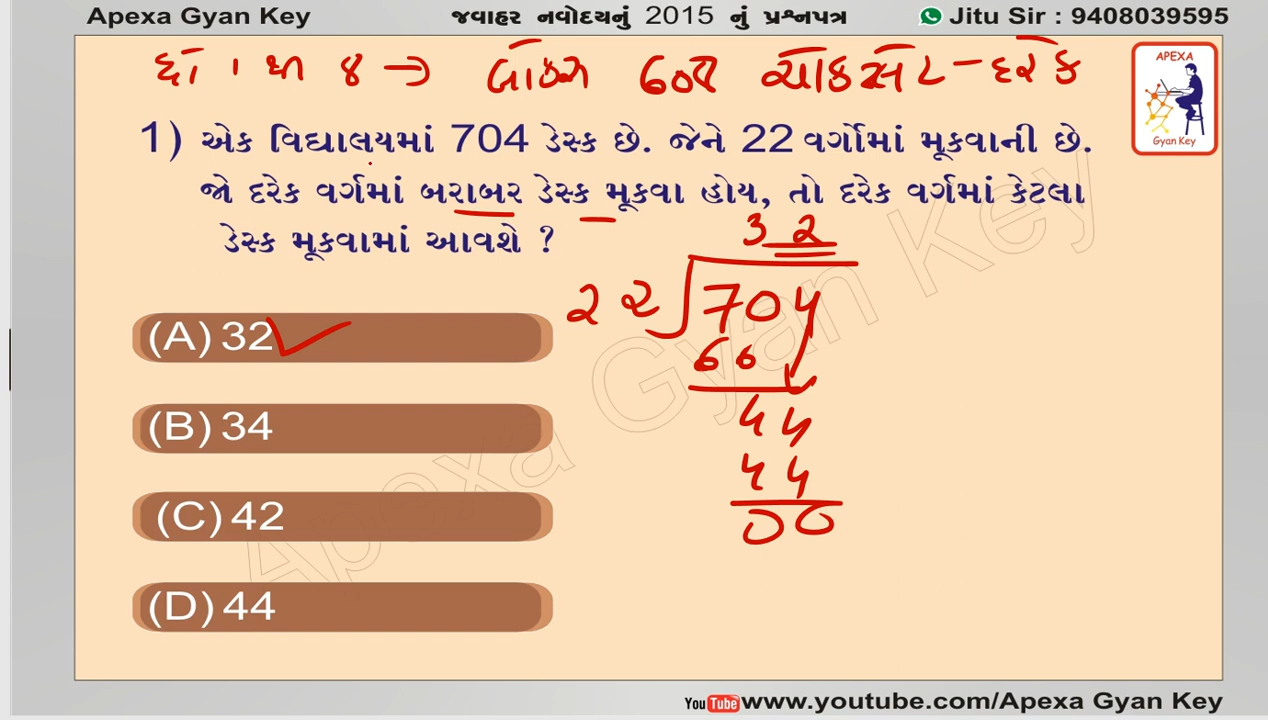 Apexa Gyan Key જવાહર નવોદયનું 2015 નું પ્રશ્નપત્ર Jitu Sir : 9408039595
APEXA
Gyan Key
1) એક વિદ્યાલયમાં 704 ડેસ્ક છે. જેને 22 વર્ગોમાં મૂકવાની છે.
જો દરેક વર્ગમાં બરાબર ડેસ્ક મૂકવા હોય, તો દરેક વર્ગમાં કેટલા
ડેસ્ક મૂકવામાં આવશે ?
32
22 704
66
44
44
00
(A) 32
(B) 34
(C) 42
(D) 44
Apexa Gyan Key
YouTube www.youtube.com/Apexa Gyan Key